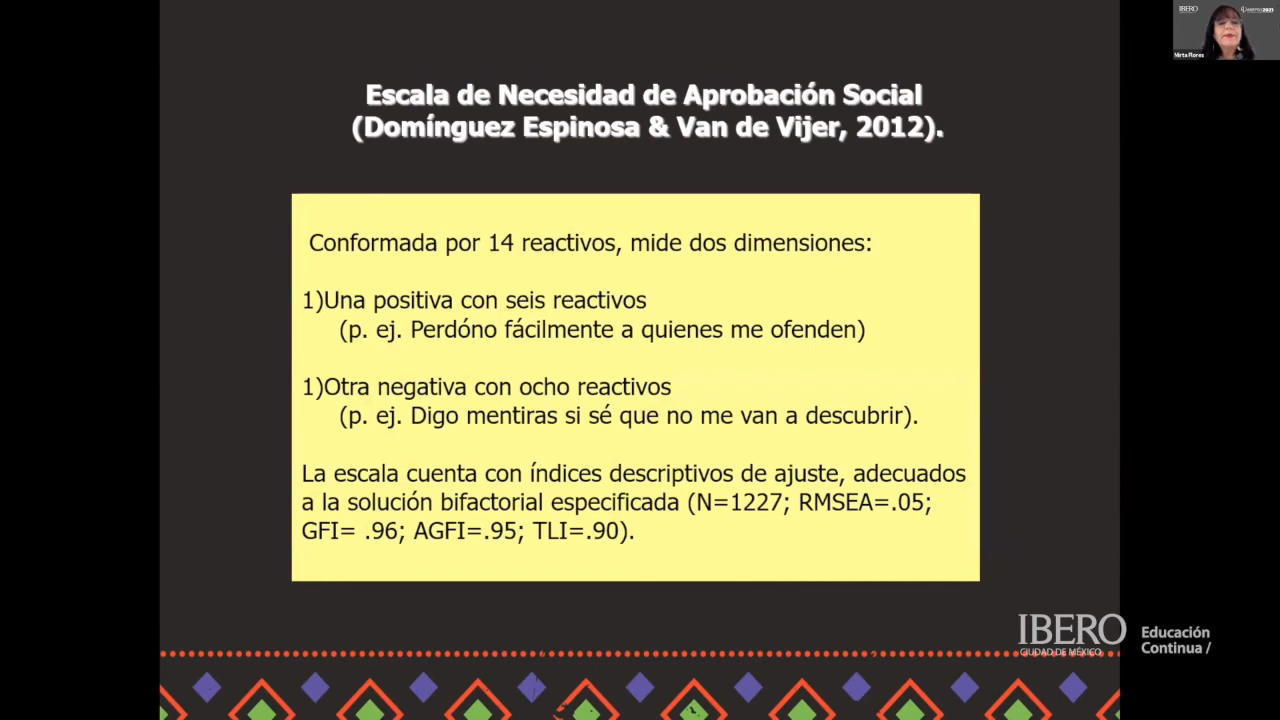 Escala de Necesidad de Aprobación Social
(Domínguez Espinosa & Van de Vijer, 2012).
Conformada por 14 reactivos, mide dos dimensiones:
1)Una positiva con seis reactivos
(p. ej. Perdóno fácilmente a quienes me ofenden)
1)Otra negativa con ocho reactivos
(p. ej. Digo mentiras si sé que no me van a descubrir).
La escala cuenta con índices descriptivos de ajuste, adecuados
a la solución bifactorial especificada (N=1227; RMSEA=.05;
GFI= .96; AGFI=.95; TLI=.90).
IBERO
CIUDAD DE MÉXICO
Educación
Continua /
IBERO
Mirta Flores